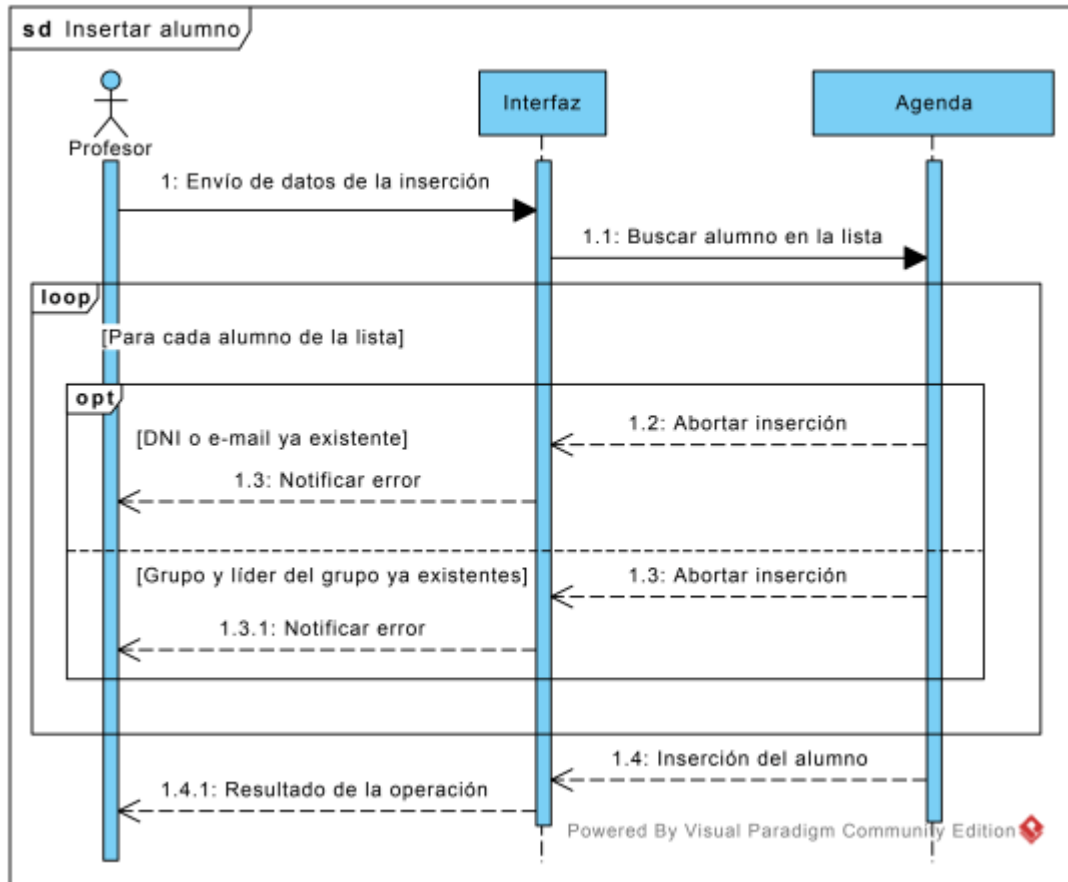 sd Insertar alumno
Interfaz
Agenda
Profesor
1: Envío de datos de la inserción
1.1: Buscar alumno en la lista
loop
[Para cada alumno de la lista]
opt
[DNI o e-mail ya existente]
1.2: Abortar inserción
1.3: Notificar error
[Grupo y líder del grupo ya existentes]
1.3: Abortar inserción
1.3.1: Notificar error
1.4: Inserción del alumno
1.4.1: Resultado de la operación
Powered By Visual Paradigm Community Edition